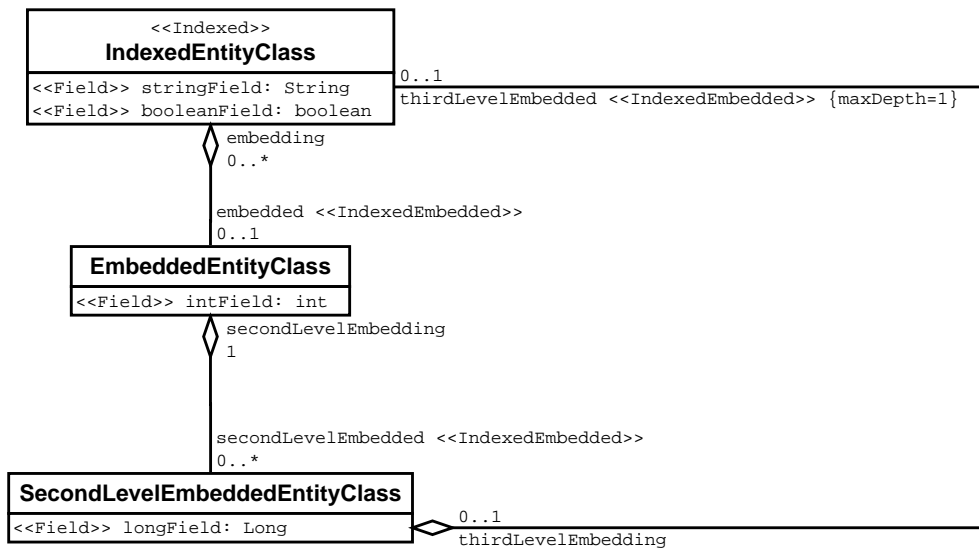 <<Indexed>>
IndexedEntityClass
<<Field>> stringField: String
<<Field>> booleanField: boolean
0..1
thirdLevelEmbedded <<IndexedEmbedded>> {maxDepth=1}
embedding
0..*
embedded <<IndexedEmbedded>>
0..1
EmbeddedEntityClass
<<Field>> intField: int
secondLevelEmbedding
1
secondLevelEmbedded <<IndexedEmbedded>>
0..*
SecondLevelEmbeddedEntityClass
<<Field>> longField: Long
0..1
thirdLevelEmbedding